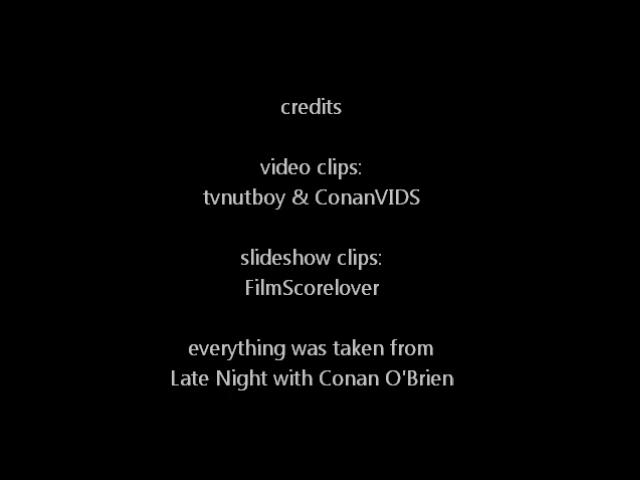 credits
video clips:
tvnutboy & ConanVIDS
slideshow clips:
FilmScorelover
everything was taken from
Late Night with Conan O'Brien